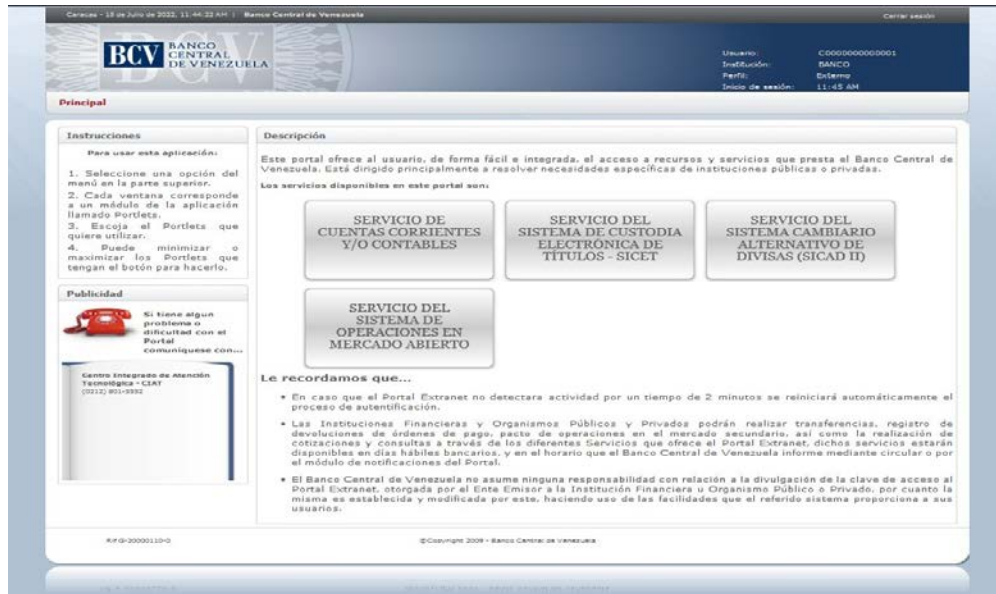 Caracas - 18 de Julio de 2022, 11:44:22 AM | Banco Central de Venezuela
Cerrar sesión
BCV BANCO
CENTRAL
DE VENEZUELA
Usuario: C0000000000001
Institución: BANCO
Perfil: Externo
Inicio de sesión: 11:45 AM
Principal
Instrucciones
Para usar esta aplicación:
1. Seleccione una opción del
menú en la parte superior.
2. Cada ventana corresponde
a un módulo de la aplicación
llamado Portlets.
3. Escoja el Portlets que
quiere utilizar.
4. Puede minimizar o
maximizar los Portlets que
tengan el botón para hacerlo.
Publicidad
Si tiene algun
problema o
dificultad con el
Portal
comuniquese con...
Centro Integrado de Atención
Tecnológica - CIAT
Descripción
Este portal ofrece al usuario, de forma fácil e integrada, el acceso a recursos y servicios que presta el Banco Central de
Venezuela. Está dirigido principalmente a resolver necesidades específicas de instituciones públicas o privadas.
Los servicios disponibles en este portal son:
SERVICIO DE
CUENTAS CORRIENTES
Y/O CONTABLES
SERVICIO DEL
SISTEMA DE CUSTODIA
ELECTRÓNICA DE
TÍTULOS - SICET
SERVICIO DEL
SISTEMA CAMBIARIO
ALTERNATIVO DE
DIVISAS (SICAD II)
SERVICIO DEL
SISTEMA DE
OPERACIONES EN
MERCADO ABIERTO
Le recordamos que...
• En caso que el Portal Extranet no detectara actividad por un tiempo de 2 minutos se reiniciará automáticamente el
proceso de autentificación.
• Las Instituciones Financieras y Organismos Públicos y Privados podrán realizar transferencias, registro de
devoluciones de órdenes de pago, pacto de operaciones en el mercado secundario, así como la realización de
cotizaciones y consultas a través de los diferentes Servicios que ofrece el Portal Extranet, dichos servicios estarán
disponibles en días hábiles bancarios, y en el horario que el Banco Central de Venezuela informe mediante circular o por
el módulo de notificaciones del Portal.
• El Banco Central de Venezuela no asume ninguna responsabilidad con relación a la divulgación de la clave de acceso al
Portal Extranet, otorgada por el Ente Emisor a la Institución Financiera u Organismo Público o Privado, por cuanto la
misma es establecida y modificada por este, haciendo uso de las facilidades que el referido sistema proporciona a sus
usuarios.
Rif G-20000110-0
©Copyright 2009 - Banco Central de Venezuela